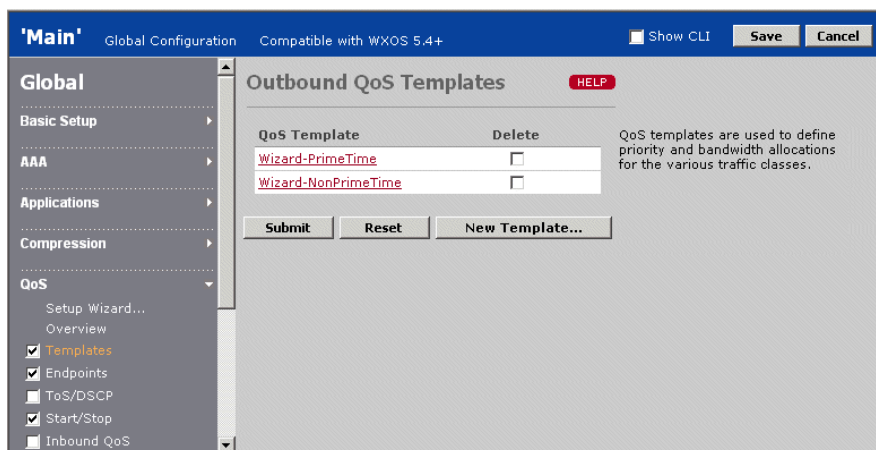 'Main' Global Configuration Compatible with WXOS 5.4+ Show CLI Save Cancel
Global
Basic Setup
AAA
Applications
Compression
QoS
Setup Wizard...
Overview
Templates
Endpoints
ToS/DSCP
Start/Stop
Inbound QoS
Outbound QoS Templates HELP
QoS Template Delete
Wizard-PrimeTime
Wizard-NonPrimeTime
Submit Reset New Template...
QoS templates are used to define
priority and bandwidth allocations
for the various traffic classes.